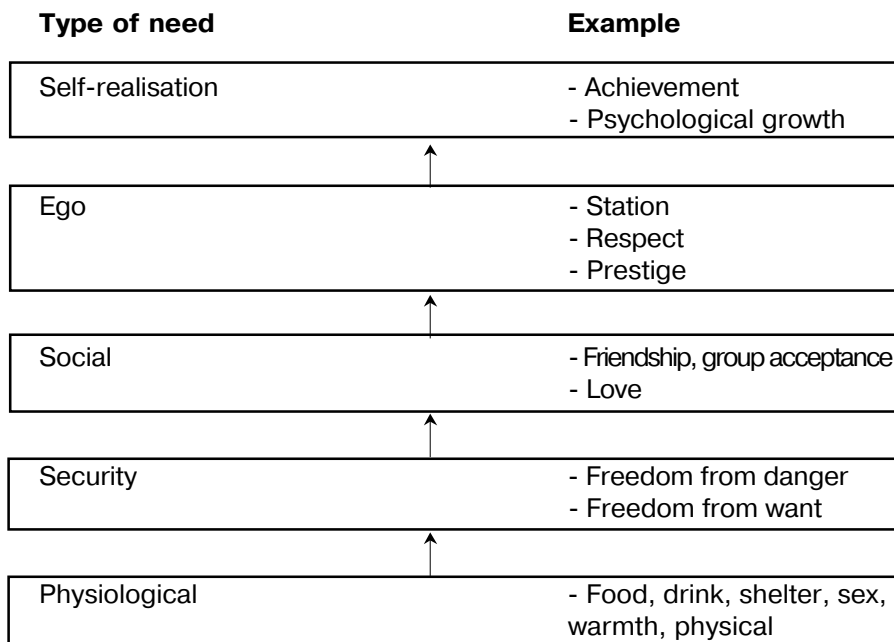 Type of need Example
Self-realisation - Achievement
- Psychological growth
Ego - Station
- Respect
- Prestige
Social - Friendship, group acceptance
- Love
Security - Freedom from danger
- Freedom from want
Physiological - Food, drink, shelter, sex,
warmth, physical